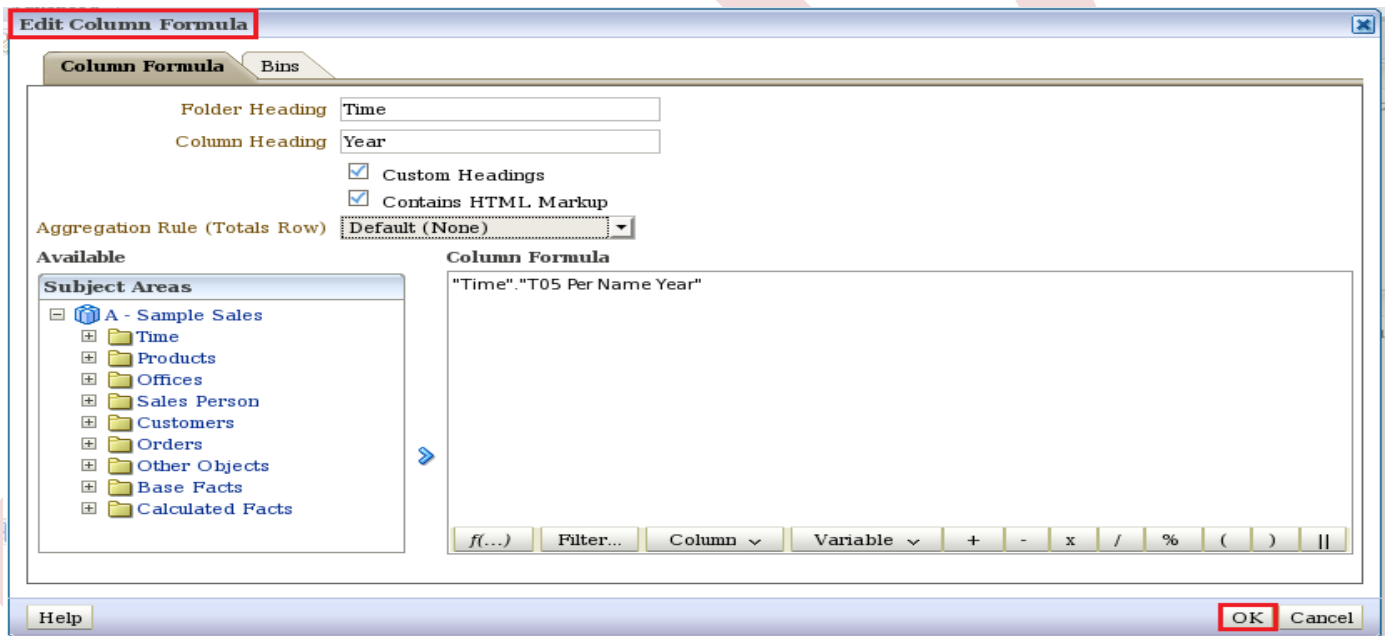 Edit Column Formula
Column Formula
Bins
Folder Heading Time
Column Heading Year
Custom Headings
Contains HTML Markup
Aggregation Rule (Totals Row) Default (None)
Available
Subject Areas
A - Sample Sales
Time
Products
Offices
Sales Person
Customers
Orders
Other Objects
Base Facts
Calculated Facts
Column Formula
"Time"."T05 Per Name Year"
f(...) Filter... Column Variable + - x / % ( ) ||
Help OK Cancel